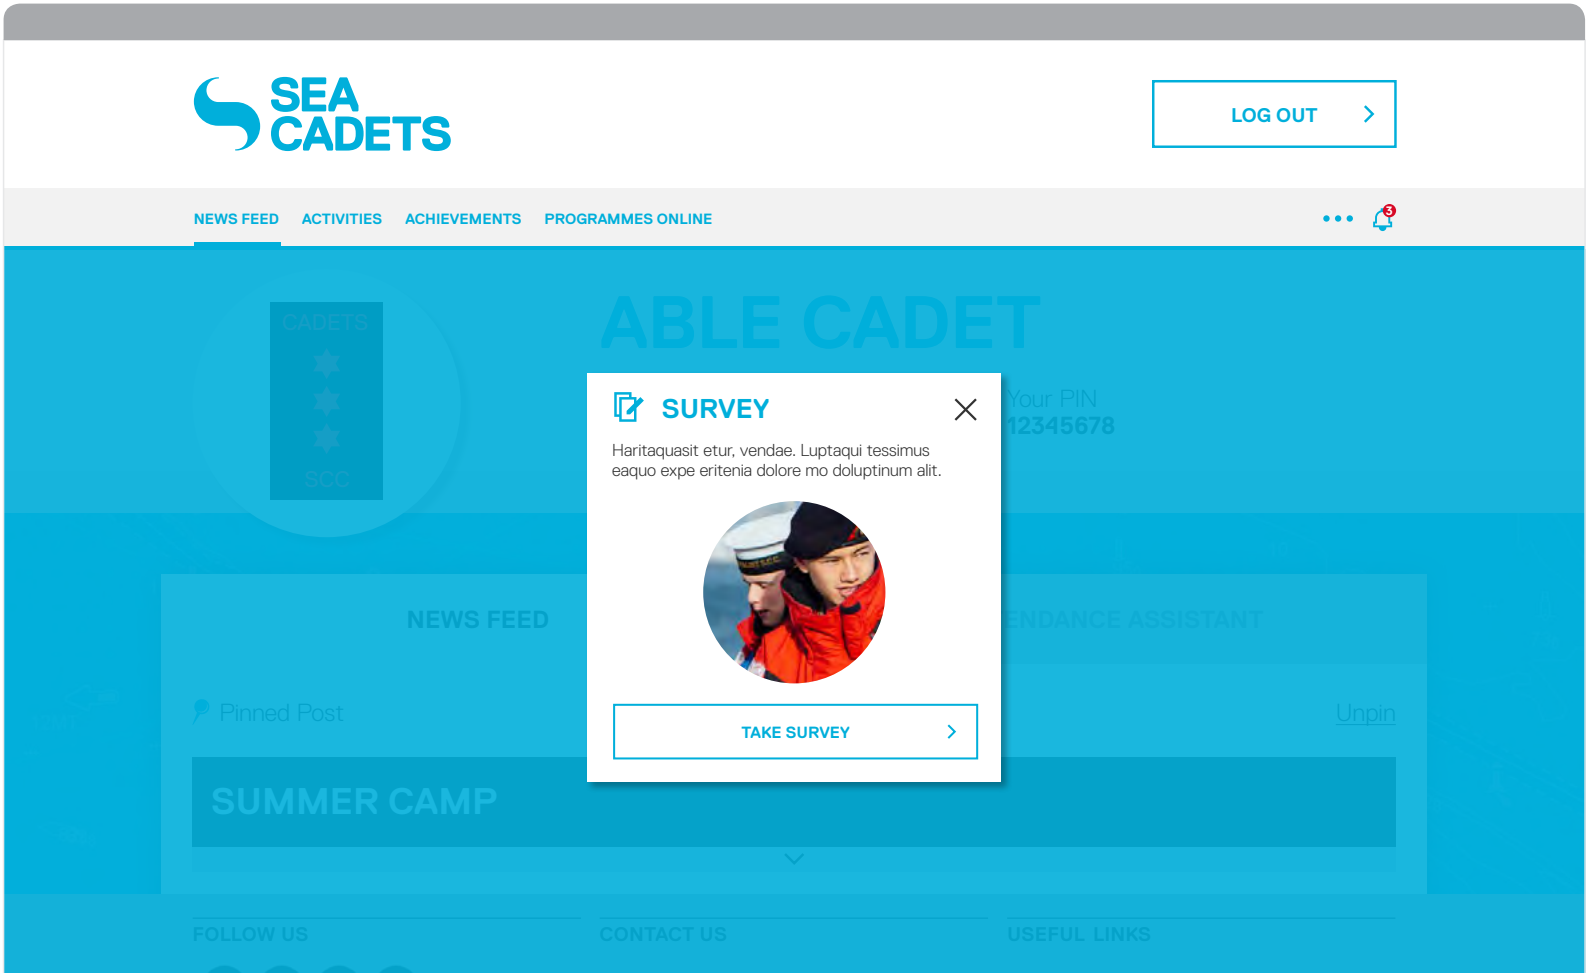 SEA
CADETS
LOG OUT
NEWS FEED
ACTIVITIES
ACHIEVEMENTS
PROGRAMMES ONLINE
3
CADETS
SCC
ABLE CADET
Your PIN
12345678
SURVEY
Haritaquasit etur, vendae. Luptaqui tessimus
eaquo expe eritenia dolore mo doluptinum alit.
TAKE SURVEY
NEWS FEED
ENDANCE ASSISTANT
Pinned Post
Unpin
SUMMER CAMP
FOLLOW US
CONTACT US
USEFUL LINKS